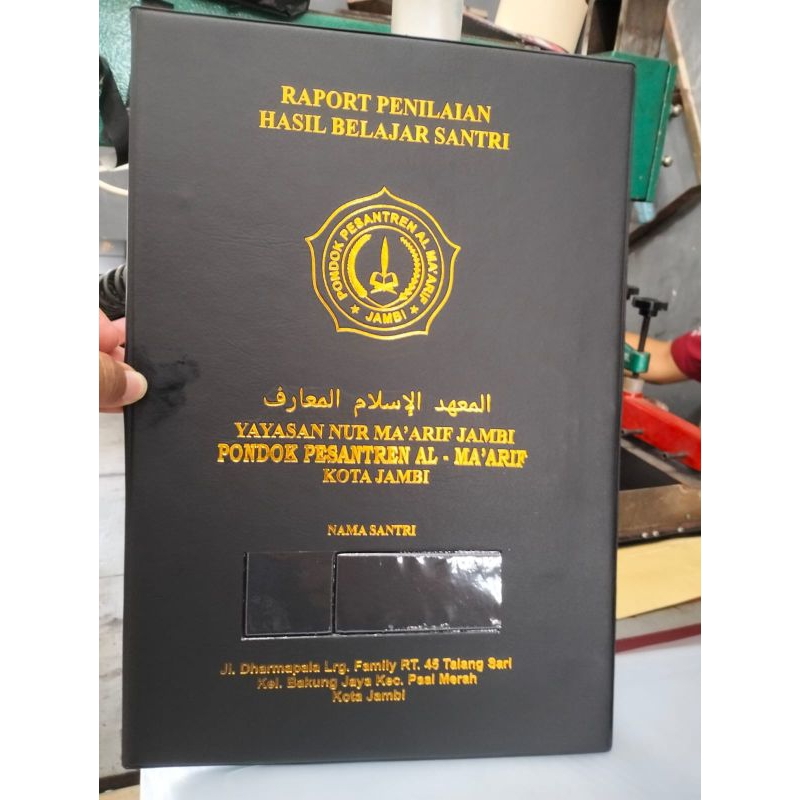 RAPORT PENILAIAN
HASIL BELAJAR SANTRI
PONDOK PESANTREN AL MA'ARIF
JAMBI
المعهد الإسلام المعارف
YAYASAN NUR MA'ARIF JAMBI
PONDOK PESANTREN AL - MA'ARIF
KOTA JAMBI
NAMA SANTRI
Jl. Dharmapala Lrg. Family RT. 45 Talang Sari
Kel. Bakung Jaya Kec. Paal Merah
Kota Jambi